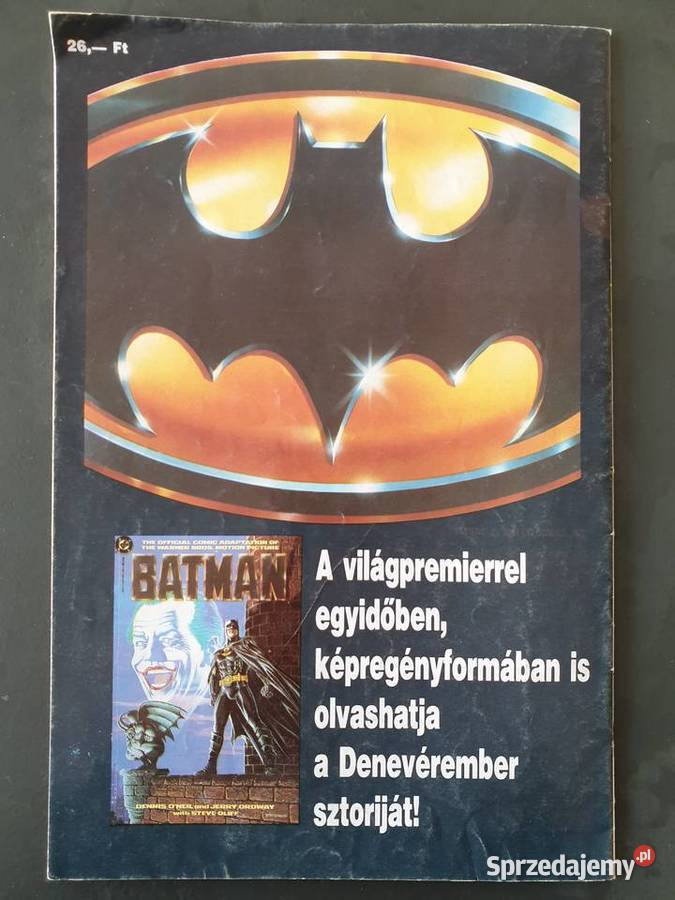 26,— Ft
THE OFFICIAL COMIC ADAPTATION OF
THE WARNER BROS. MOTION PICTURE
BATMAN
A világpremierrel
egyidőben,
képregényformában is
olvashatja
a Denevérember
sztoriját!
DENNIS O'NEIL and JERRY ORDWAY
with STEVE OLIFF
Sprzedajemy.pl